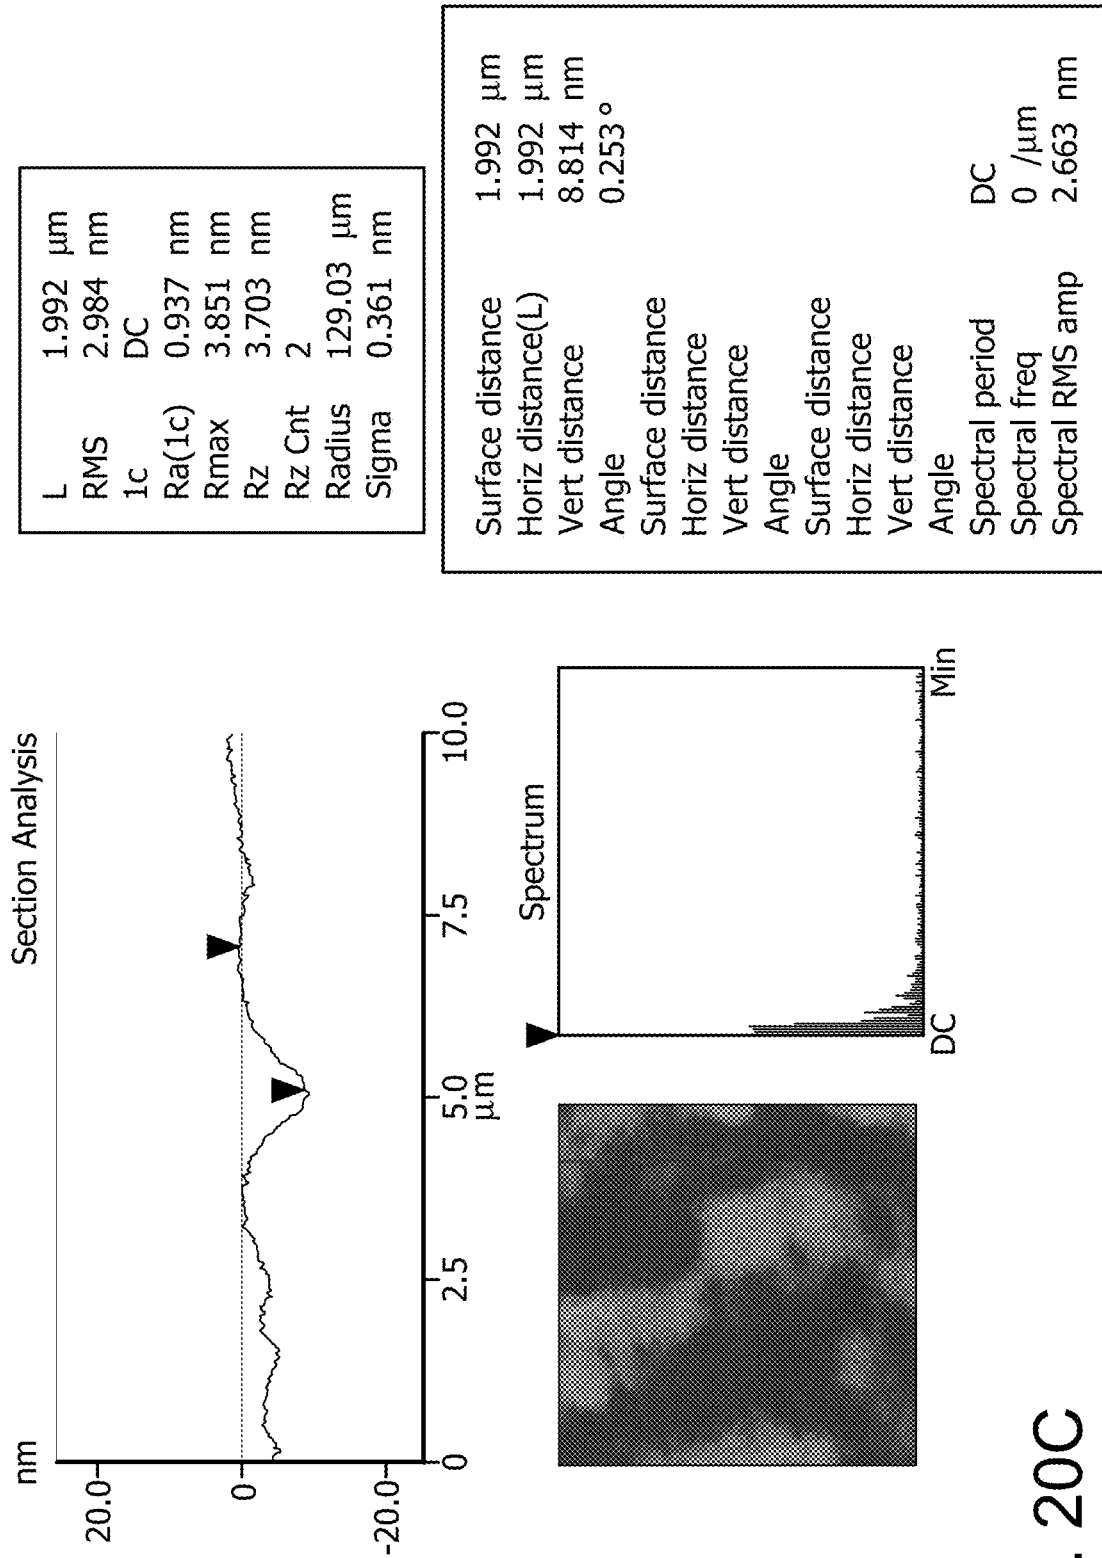 Section Analysis
nm
20.0
0
-20.0
0
2.5
5.0
7.5
10.0
μm
L 1.992 μm
RMS 2.984 nm
1c DC
Ra(1c) 0.937 nm
Rmax 3.851 nm
Rz 3.703 nm
Rz Cnt 2
Radius 129.03 μm
Sigma 0.361 nm
Spectrum
DC
Min
Surface distance 1.992 μm
Horiz distance(L) 1.992 μm
Vert distance 8.814 nm
Angle 0.253°
Surface distance
Horiz distance
Vert distance
Angle
Surface distance
Horiz distance
Vert distance
Angle
Spectral period DC
Spectral freq 0 /μm
Spectral RMS amp 2.663 nm
. 20C